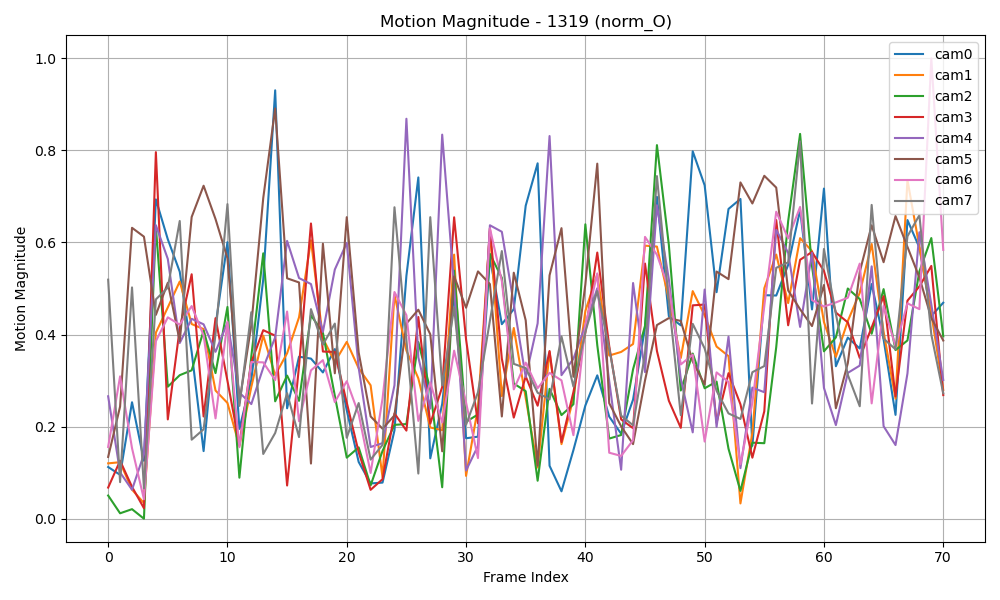 Motion Magnitude - 1319 (norm_O)
Motion Magnitude
1.0
0.8
0.6
0.4
0.2
0.0
cam0
cam1
cam2
cam3
cam4
cam5
cam6
cam7
0 10 20 30 40 50 60 70
Frame Index